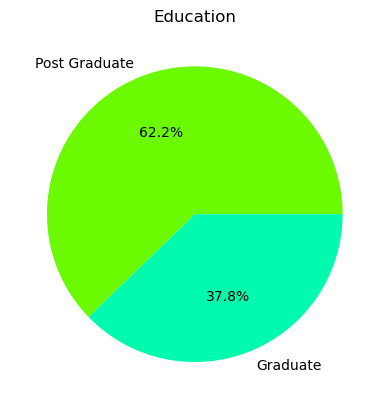 Education
Post Graduate
62.2%
37.8%
Graduate